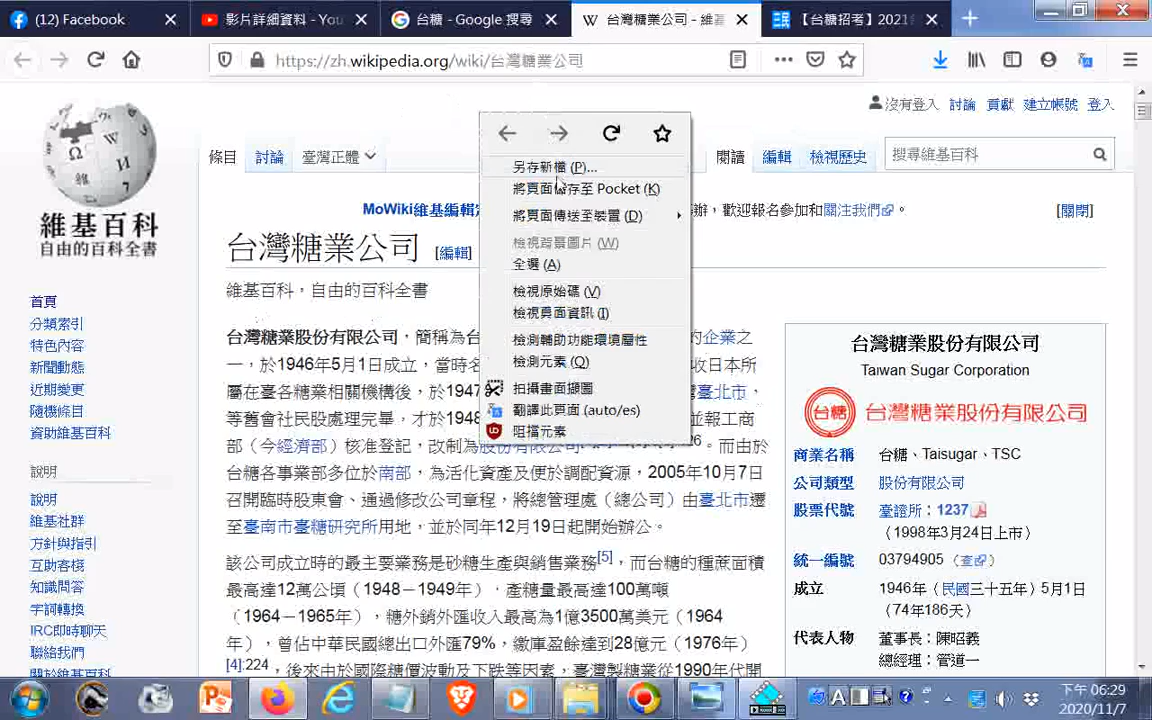 (12) Facebook
影片詳細資料 - You
台糖 - Google 搜尋
台灣糖業公司 - 維基
【台糖招考】2021
https://zh.wikipedia.org/wiki/台灣糖業公司
沒有登入 討論 貢獻 建立帳號 登入
條目 討論 臺灣正體
閱讀 編輯 檢視歷史 搜尋維基百科
維基百科
自由的百科全書
MoWiki維基編輯
辦，歡迎報名參加和關注我們。
[關閉]
台灣糖業公司 [編輯]
維基百科，自由的百科全書
首頁
分類索引
特色內容
新聞動態
近期變更
隨機條目
資助維基百科
說明
說明
維基社群
方針與指引
互助客棧
知識問答
字詞轉換
IRC即時聊天
聯絡我們
關於維基百科
另存新檔 (P)...
將頁面儲存至 Pocket (K)
將頁面傳送至裝置 (D)
檢視背景圖片 (W)
全選 (A)
檢視原始碼 (V)
檢視頁面資訊 (I)
檢測輔助功能環境屬性
檢測元素 (Q)
拍攝畫面擷圖
翻譯此頁面 (auto/es)
阻擋元素
台灣糖業股份有限公司，簡稱為台 的企業之
一，於1946年5月1日成立，當時名 收日本所
屬在臺各糖業相關機構後，於1947 臺北市，
等舊會社民股處理完畢，才於1948 並報工商
部（今經濟部）核准登記，改制為股份有限公司 而由於
台糖各事業部多位於南部，為活化資產及便於調配資源，2005年10月7日
召開臨時股東會、通過修改公司章程，將總管理處（總公司）由臺北市遷
至臺南市臺糖研究所用地，並於同年12月19日起開始辦公。
該公司成立時的最主要業務是砂糖生產與銷售業務[5]，而台糖的種蔗面積
最高達12萬公頃（1948－1949年），產糖量最高達100萬噸
（1964－1965年），糖外銷外匯收入最高為1億3500萬美元（1964
年），曾佔中華民國總出口外匯79%，繳庫盈餘達到28億元（1976年）
[4]:224，後來由於國際糖價波動及下跌等因素，臺灣製糖業從1990年代開
台灣糖業股份有限公司
Taiwan Sugar Corporation
台糖 台灣糖業股份有限公司
商業名稱 台糖、Taisugar、TSC
公司類型 股份有限公司
股票代號 臺證所：1237
（1998年3月24日上市）
統一編號 03794905（查）
成立 1946年（民國三十五年）5月1日
（74年186天）
代表人物 董事長：陳昭義
總經理：管道一
下午 06:29
2020/11/7